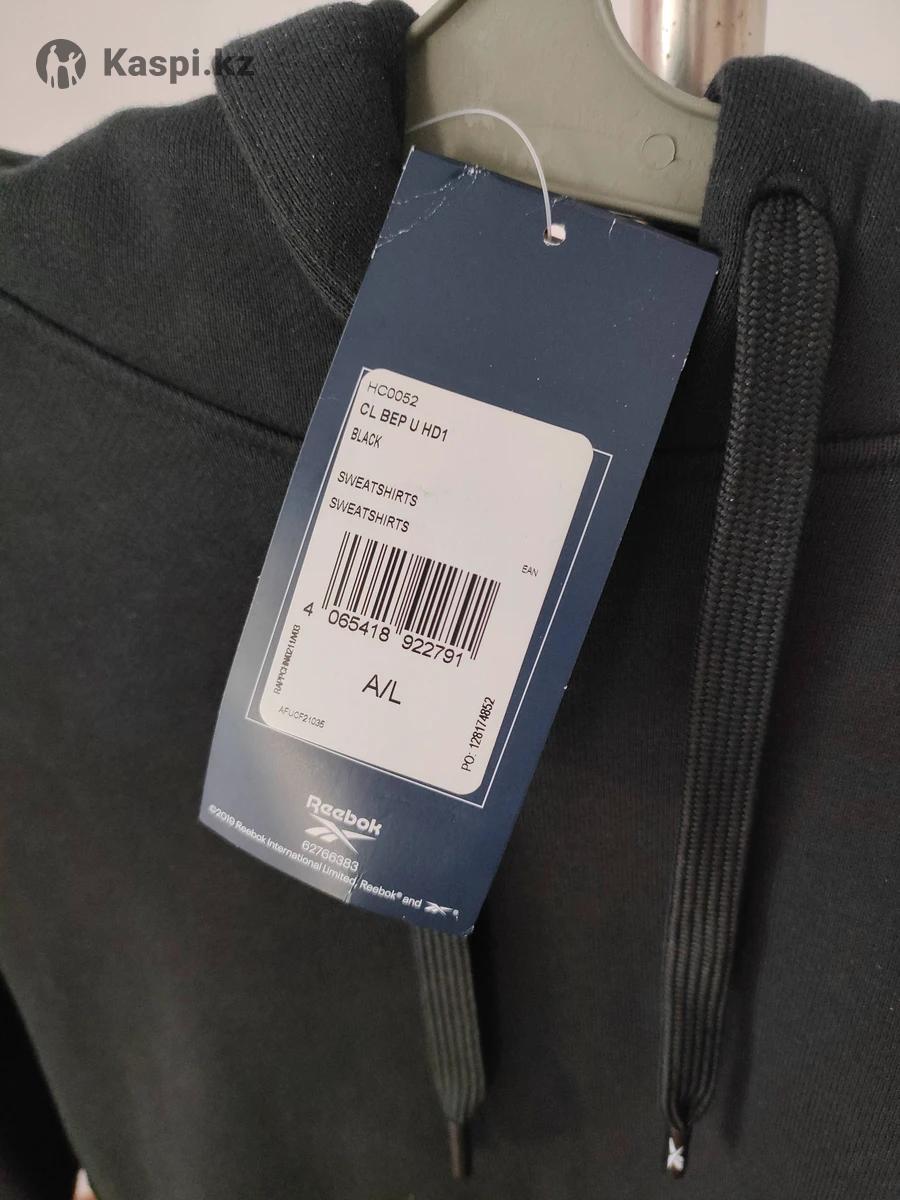 Kaspi.kz
HC0052
CL BEP U HD1
BLACK
SWEATSHIRTS
SWEATSHIRTS
EAN
4 065418 922791
A/L
APUCF21035
PO: 128174852
Reebok
62766383
©2019 Reebok International Limited, Reebok® and ®